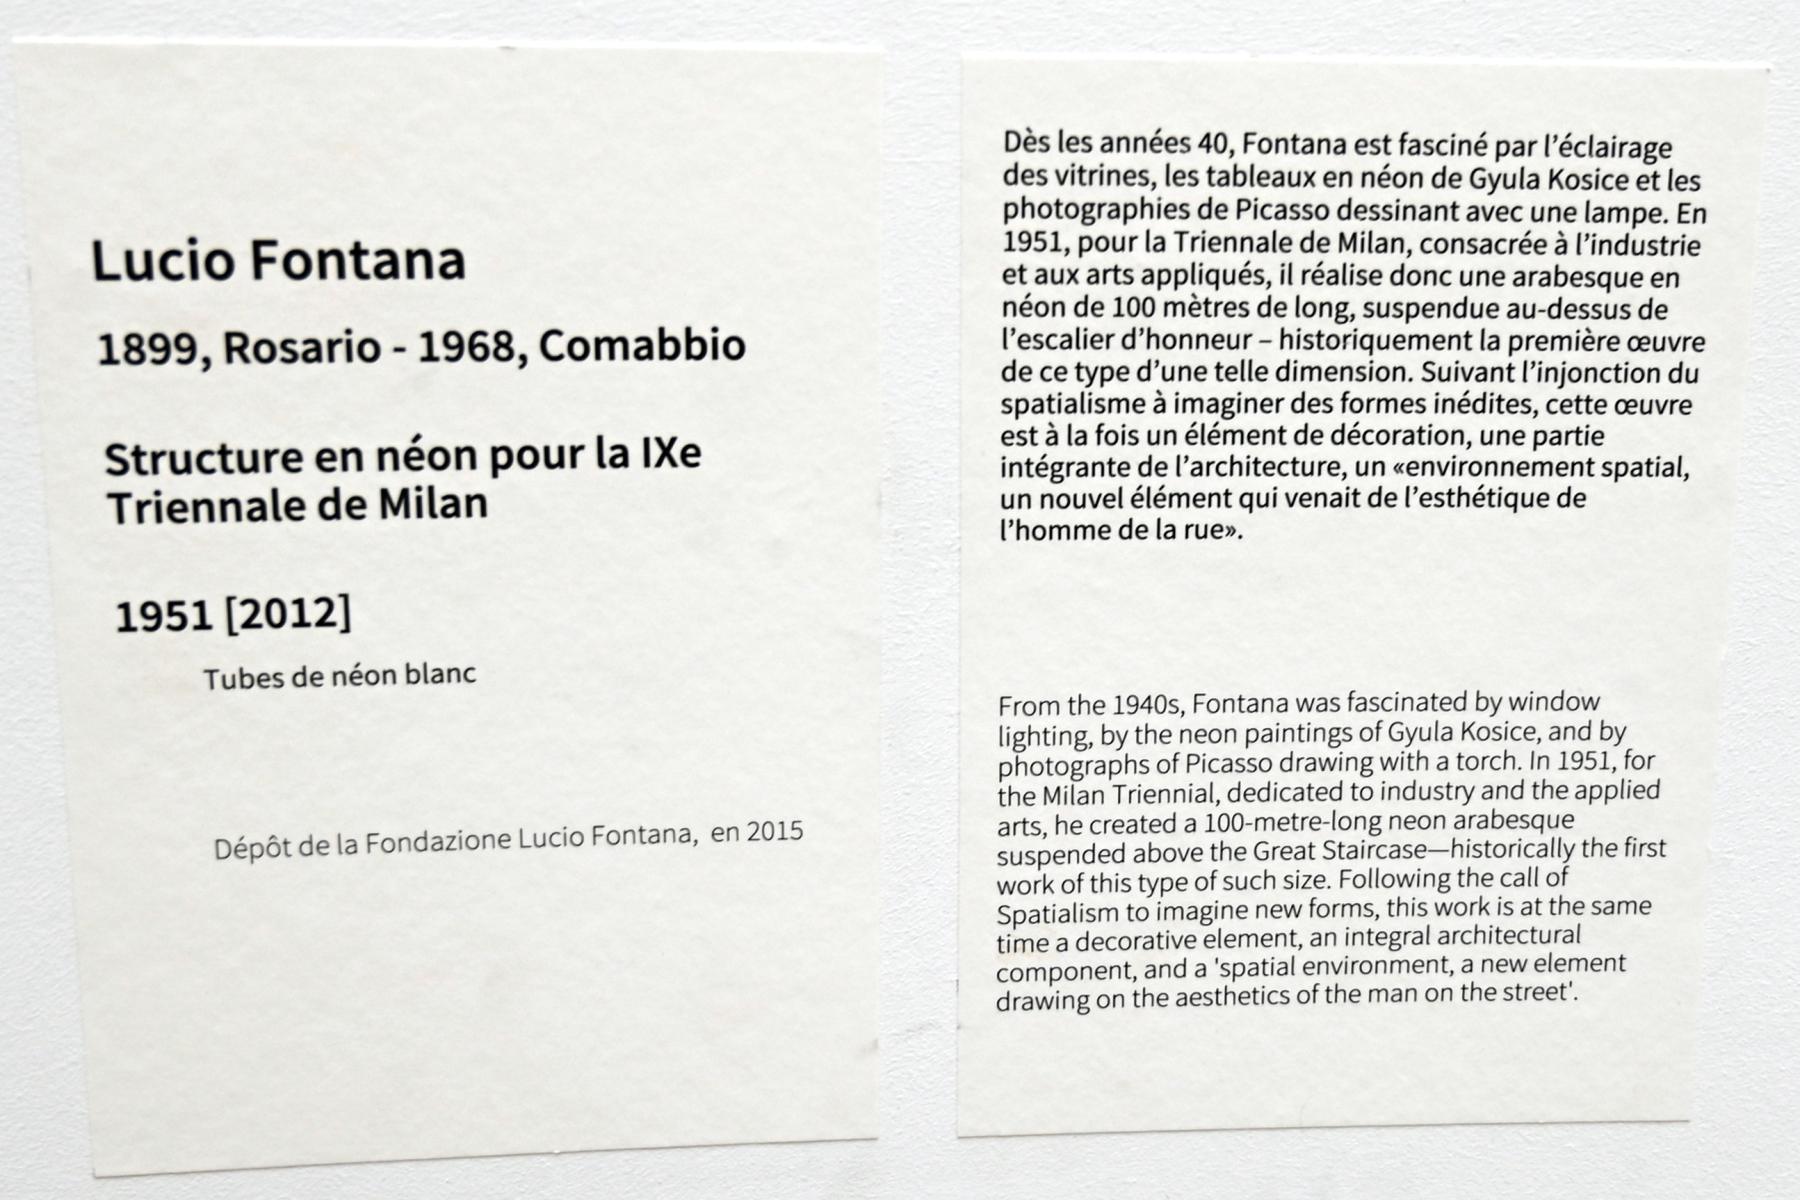 Lucio Fontana
1899, Rosario - 1968, Comabbio
Structure en néon pour la IXe
Triennale de Milan
1951 [2012]
Tubes de néon blanc
Dépôt de la Fondazione Lucio Fontana, en 2015
Dès les années 40, Fontana est fasciné par l’éclairage
des vitrines, les tableaux en néon de Gyula Kosice et les
photographies de Picasso dessinant avec une lampe. En
1951, pour la Triennale de Milan, consacrée à l’industrie
et aux arts appliqués, il réalise donc une arabesque en
néon de 100 mètres de long, suspendue au-dessus de
l’escalier d’honneur – historiquement la première œuvre
de ce type d’une telle dimension. Suivant l’injonction du
spatialisme à imaginer des formes inédites, cette œuvre
est à la fois un élément de décoration, une partie
intégrante de l’architecture, un «environnement spatial,
un nouvel élément qui venait de l’esthétique de
l’homme de la rue».
From the 1940s, Fontana was fascinated by window
lighting, by the neon paintings of Gyula Kosice, and by
photographs of Picasso drawing with a torch. In 1951, for
the Milan Triennial, dedicated to industry and the applied
arts, he created a 100-metre-long neon arabesque
suspended above the Great Staircase—historically the first
work of this type of such size. Following the call of
Spatialism to imagine new forms, this work is at the same
time a decorative element, an integral architectural
component, and a 'spatial environment, a new element
drawing on the aesthetics of the man on the street'.